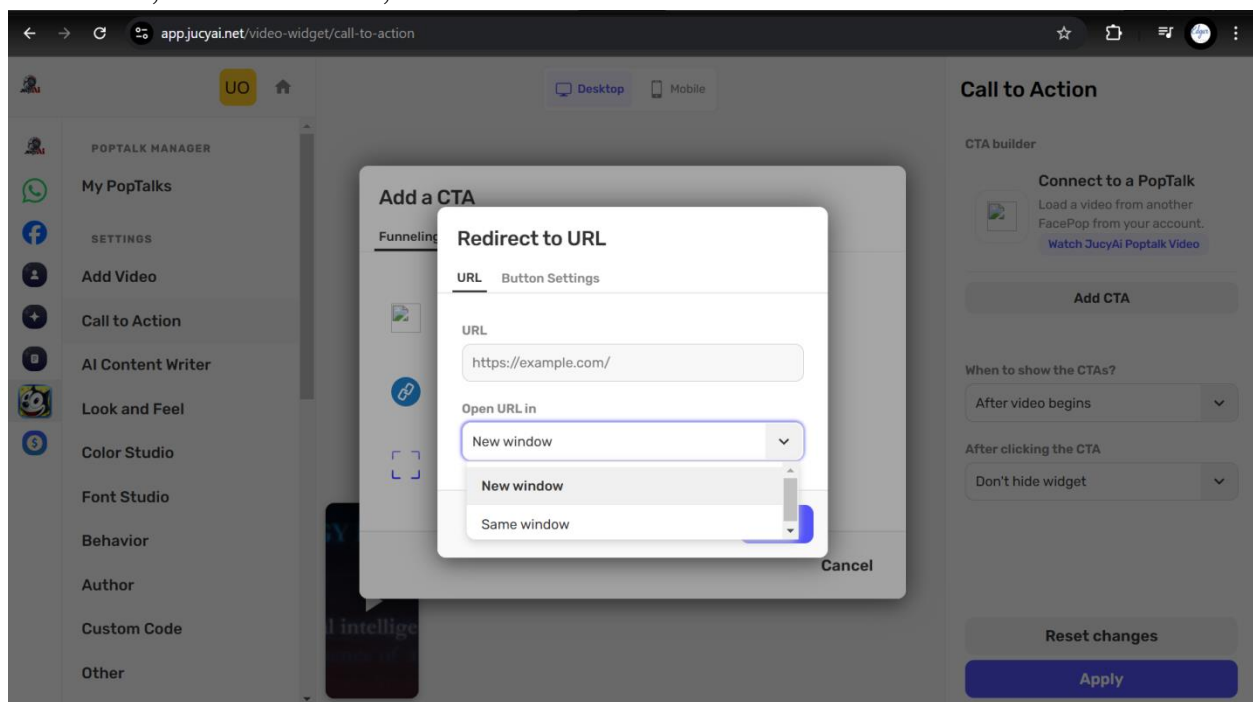 app.jucyai.net/video-widget/call-to-action
UO
Desktop
Mobile
POPTALK MANAGER
My PopTalks
SETTINGS
Add Video
Call to Action
AI Content Writer
Look and Feel
Color Studio
Font Studio
Behavior
Author
Custom Code
Other
Add a CTA
Funneling
Redirect to URL
URL
Button Settings
URL
https://example.com/
Open URL in
New window
New window
Same window
Cancel
Call to Action
CTA builder
Connect to a PopTalk
Load a video from another
FacePop from your account.
Watch JucyAi Poptalk Video
Add CTA
When to show the CTAs?
After video begins
After clicking the CTA
Don't hide widget
Reset changes
Apply